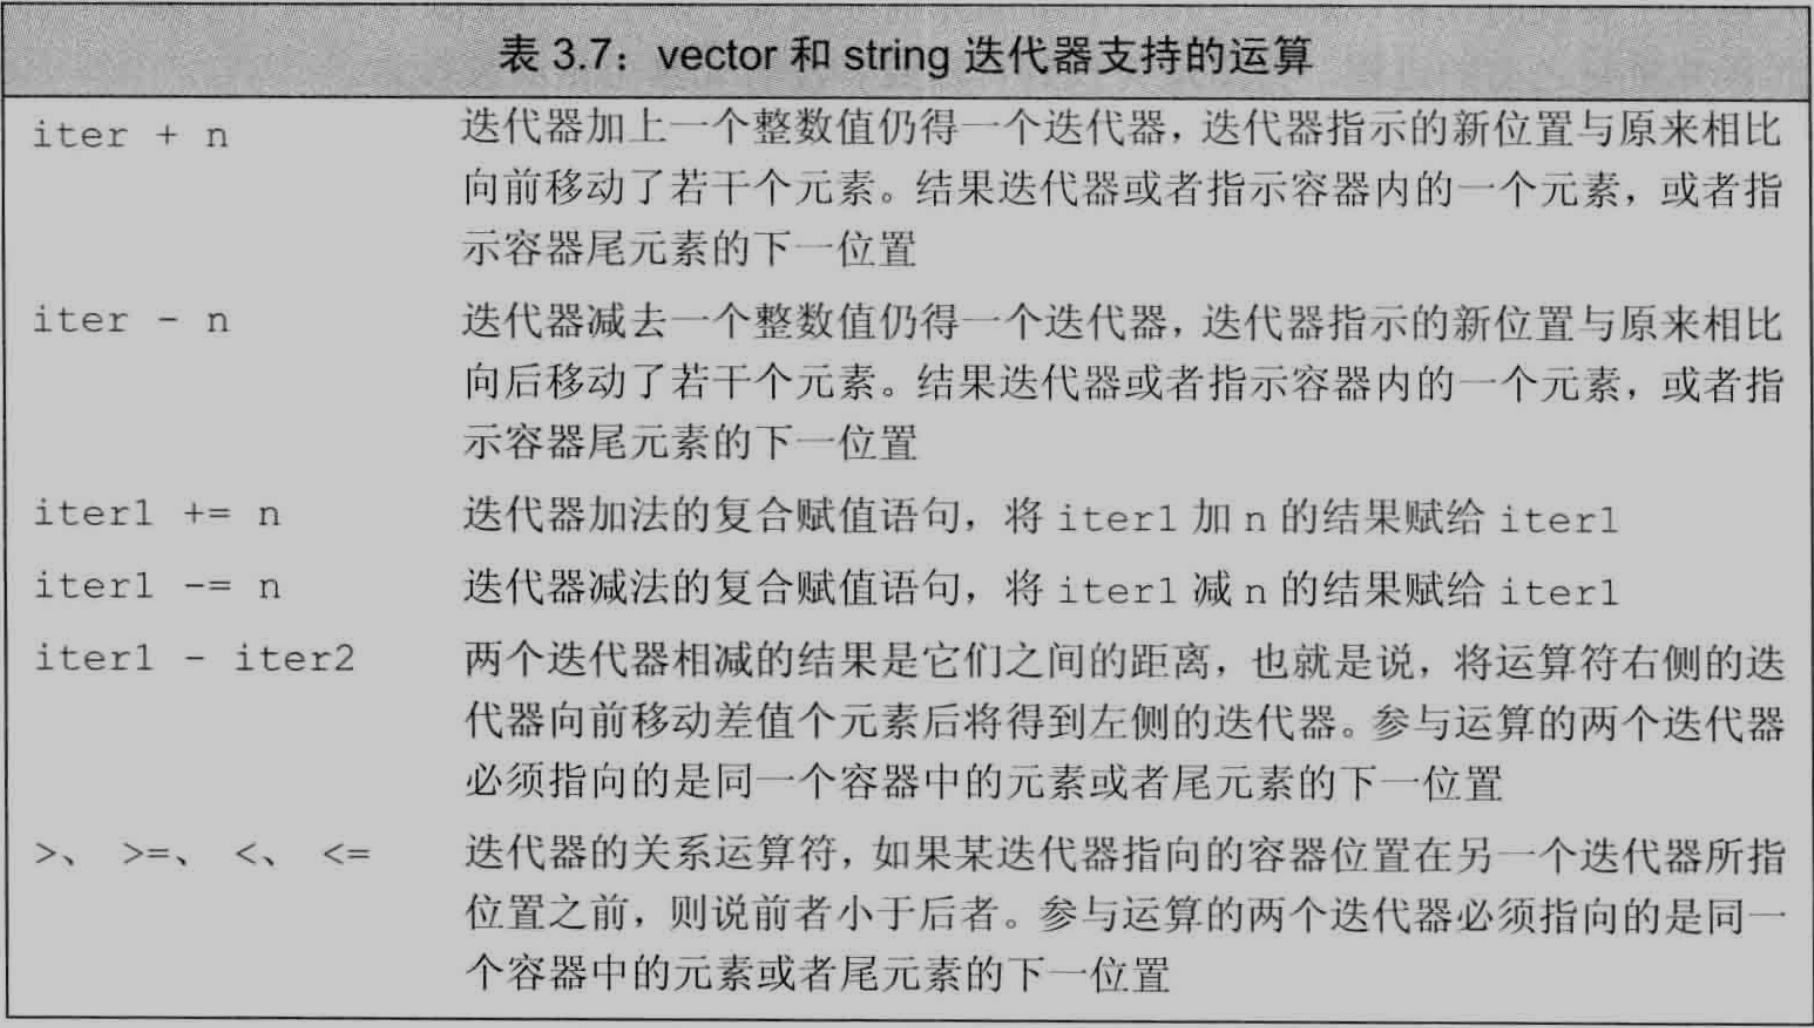 表 3.7：vector 和 string 迭代器支持的运算
iter + n 迭代器加上一个整数值仍得一个迭代器，迭代器指示的新位置与原来相比
向前移动了若干个元素。结果迭代器或者指示容器内的一个元素，或者指
示容器尾元素的下一位置
iter - n 迭代器减去一个整数值仍得一个迭代器，迭代器指示的新位置与原来相比
向后移动了若干个元素。结果迭代器或者指示容器内的一个元素，或者指
示容器尾元素的下一位置
iter1 += n 迭代器加法的复合赋值语句，将 iter1 加 n 的结果赋给 iter1
iter1 -= n 迭代器减法的复合赋值语句，将 iter1 减 n 的结果赋给 iter1
iter1 - iter2 两个迭代器相减的结果是它们之间的距离，也就是说，将运算符右侧的迭
代器向前移动差值个元素后将得到左侧的迭代器。参与运算的两个迭代器
必须指向的是同一个容器中的元素或者尾元素的下一位置
>、 >=、 <、 <= 迭代器的关系运算符，如果某迭代器指向的容器位置在另一个迭代器所指
位置之前，则说前者小于后者。参与运算的两个迭代器必须指向的是同一
个容器中的元素或者尾元素的下一位置